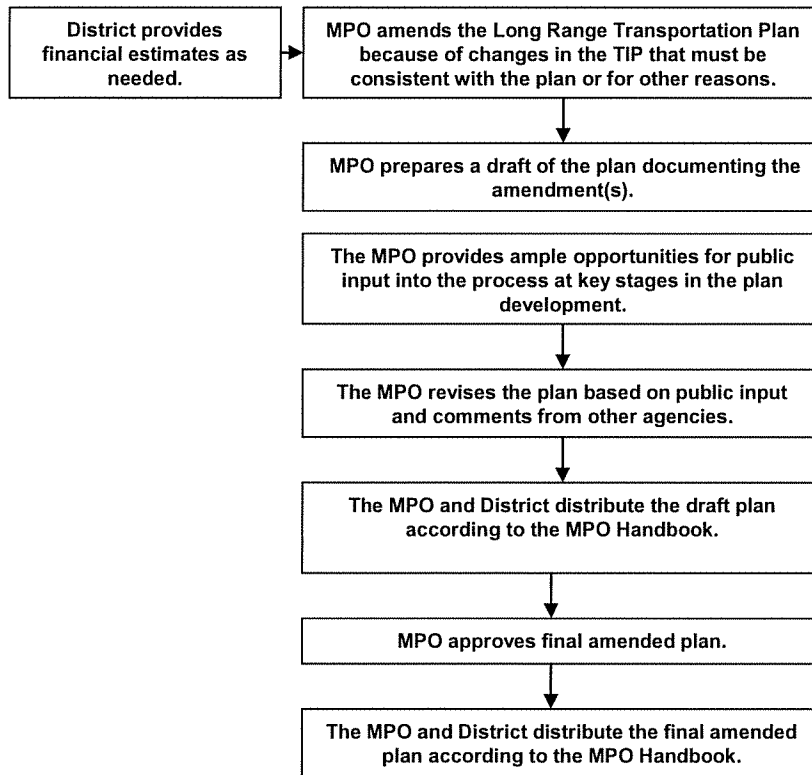 District provides
financial estimates as
needed.
MPO amends the Long Range Transportation Plan
because of changes in the TIP that must be
consistent with the plan or for other reasons.
MPO prepares a draft of the plan documenting the
amendment(s).
The MPO provides ample opportunities for public
input into the process at key stages in the plan
development.
The MPO revises the plan based on public input
and comments from other agencies.
The MPO and District distribute the draft plan
according to the MPO Handbook.
MPO approves final amended plan.
The MPO and District distribute the final amended
plan according to the MPO Handbook.